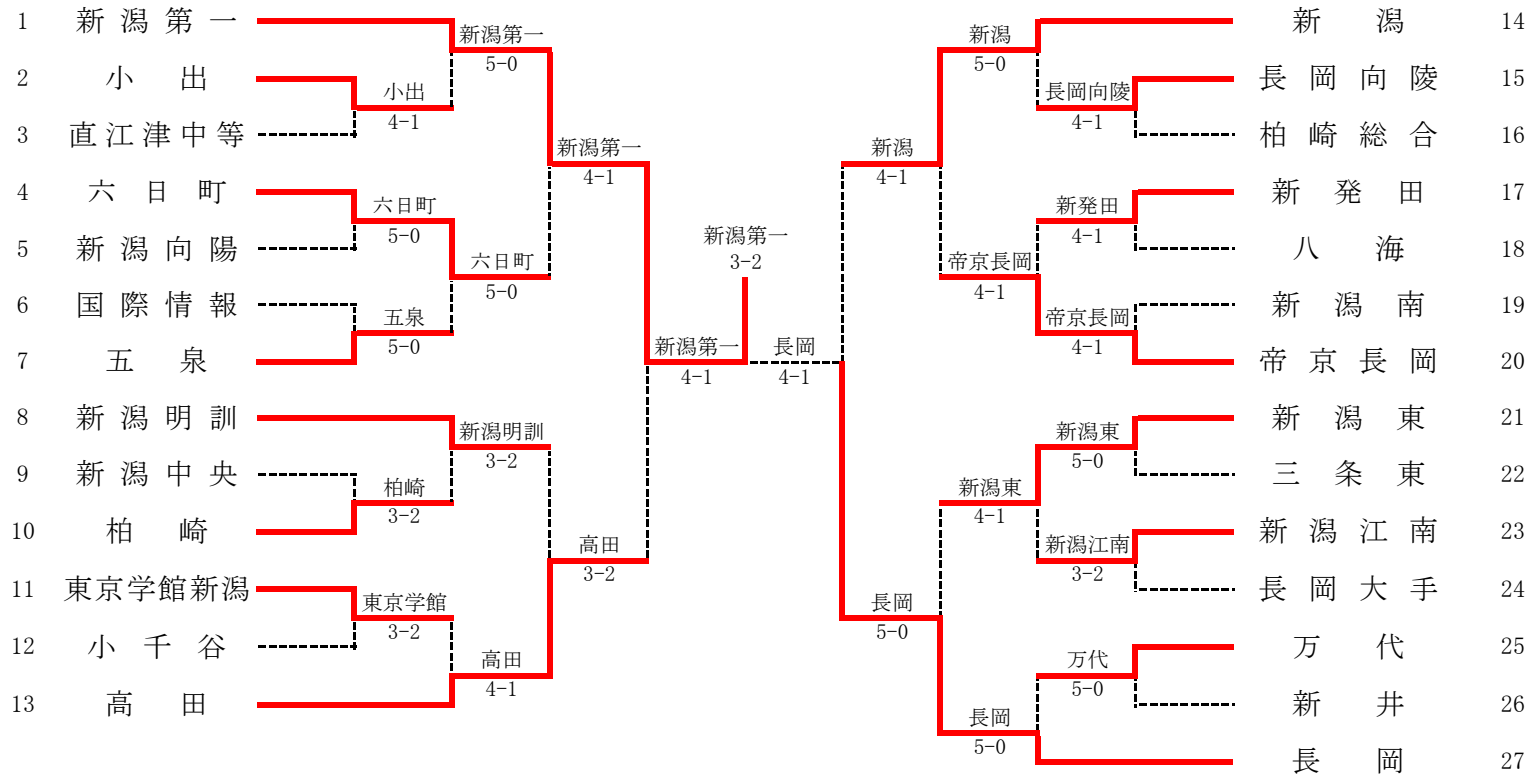 1 新潟第一
2 小出
3 直江津中等
4 六日町
5 新潟向陽
6 国際情報
7 五泉
8 新潟明訓
9 新潟中央
10 柏崎
11 東京学館新潟
12 小千谷
13 高田
小出
4-1
六日町
5-0
五泉
5-0
柏崎
3-2
東京学館
3-2
新潟第一
5-0
六日町
5-0
新潟明訓
3-2
高田
4-1
新潟第一
4-1
高田
3-2
新潟第一
4-1
新潟第一
3-2
長岡
4-1
新潟
4-1
長岡
5-0
新潟
5-0
帝京長岡
4-1
新潟東
4-1
長岡
5-0
長岡向陵
4-1
新発田
4-1
帝京長岡
4-1
新潟東
5-0
新潟江南
3-2
万代
5-0
新潟 14
長岡向陵 15
柏崎総合 16
新発田 17
八海 18
新潟南 19
帝京長岡 20
新潟東 21
三条東 22
新潟江南 23
長岡大手 24
万代 25
新井 26
長岡 27